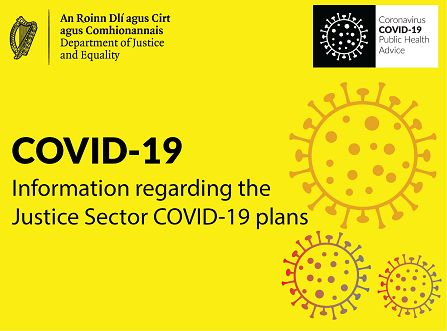 An Roinn Dlí agus Cirt
agus Comhionannais
Department of Justice
and Equality
Coronavirus
COVID-19
Public Health
Advice
COVID-19
Information regarding the
Justice Sector COVID-19 plans